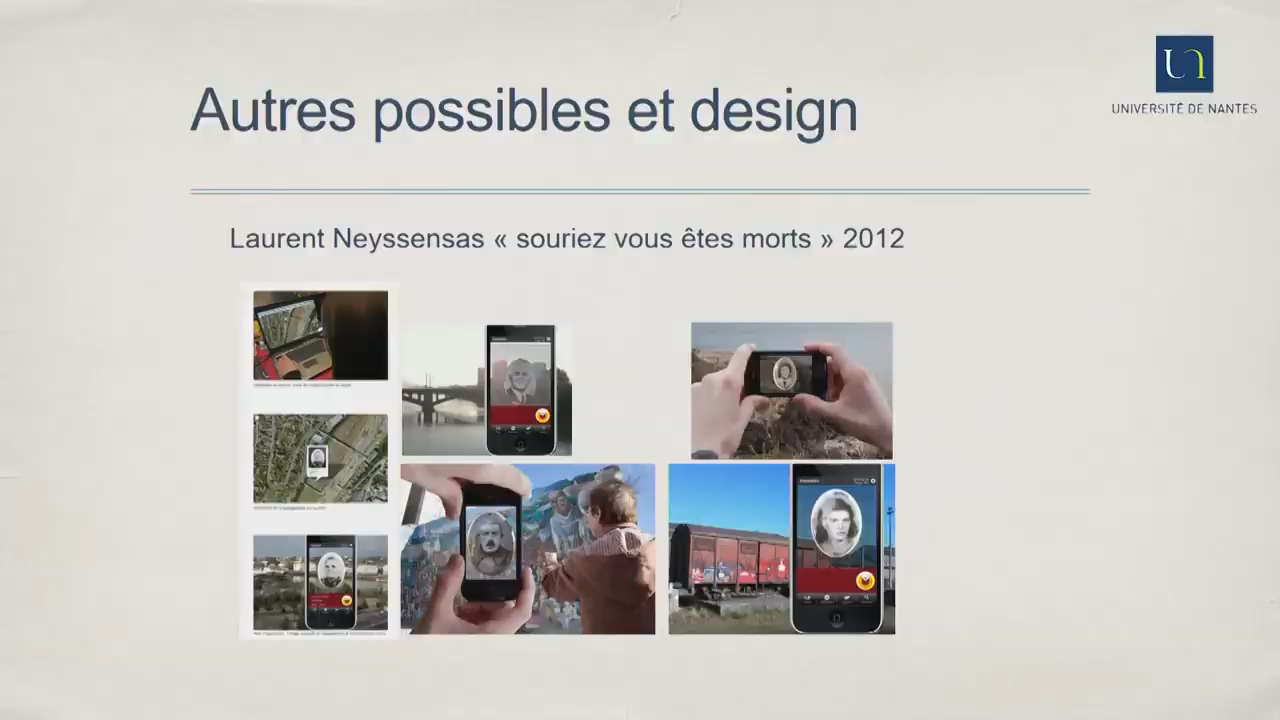 Autres possibles et design
UNIVERSITÉ DE NANTES
Laurent Neyssensas « souriez vous êtes morts » 2012